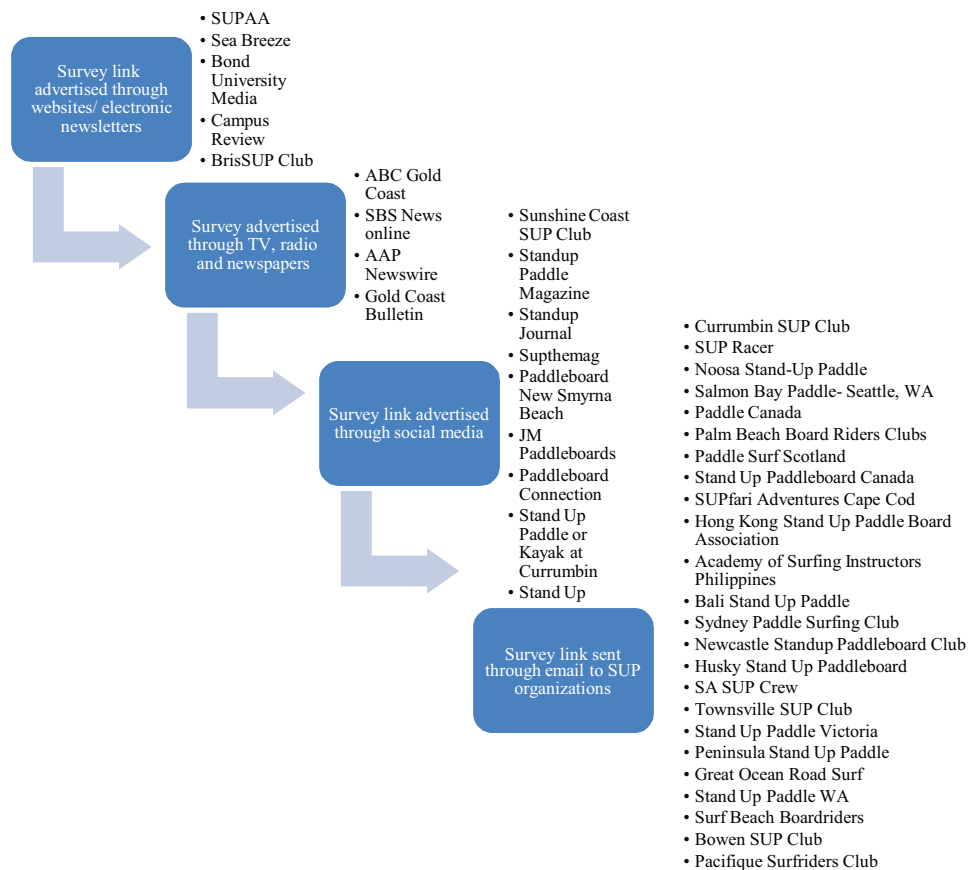 Survey link
advertised through
websites/ electronic
newsletters
• SUPAA
• Sea Breeze
• Bond
University
Media
• Campus
Review
• BrisSUP Club
Survey advertised
through TV, radio
and newspapers
• ABC Gold
Coast
• SBS News
online
• AAP
Newswire
• Gold Coast
Bulletin
Survey link advertised
through social media
• Sunshine Coast
SUP Club
• Standup
Paddle
Magazine
• Standup
Journal
• Supthemag
• Paddleboard
New Smyrna
Beach
• JM
Paddleboards
• Paddleboard
Connection
• Stand Up
Paddle or
Kayak at
Currumbin
• Stand Up
Survey link sent
through email to SUP
organizations
• Currumbin SUP Club
• SUP Racer
• Noosa Stand-Up Paddle
• Salmon Bay Paddle- Seattle, WA
• Paddle Canada
• Palm Beach Board Riders Clubs
• Paddle Surf Scotland
• Stand Up Paddleboard Canada
• SUPfari Adventures Cape Cod
• Hong Kong Stand Up Paddle Board
Association
• Academy of Surfing Instructors
Philippines
• Bali Stand Up Paddle
• Sydney Paddle Surfing Club
• Newcastle Standup Paddleboard Club
• Husky Stand Up Paddleboard
• SA SUP Crew
• Townsville SUP Club
• Stand Up Paddle Victoria
• Peninsula Stand Up Paddle
• Great Ocean Road Surf
• Stand Up Paddle WA
• Surf Beach Boardriders
• Bowen SUP Club
• Pacifique Surfriders Club